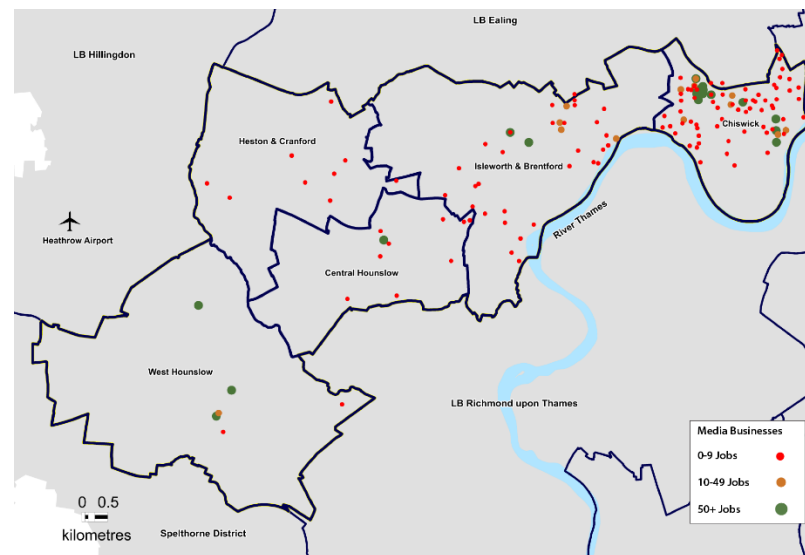 LB Ealing
LB Hillingdon
Chiswick
Heston & Cranford
Isleworth & Brentford
River Thames
Heathrow Airport
Central Hounslow
West Hounslow
LB Richmond upon Thames
Media Businesses
0-9 Jobs
10-49 Jobs
50+ Jobs
0 0.5
kilometres
Spelthorne District